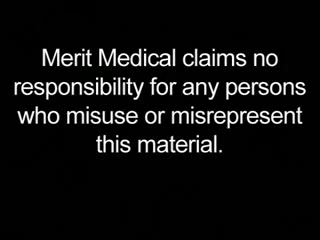 Merit Medical claims no
responsibility for any persons
who misuse or misrepresent
this material.